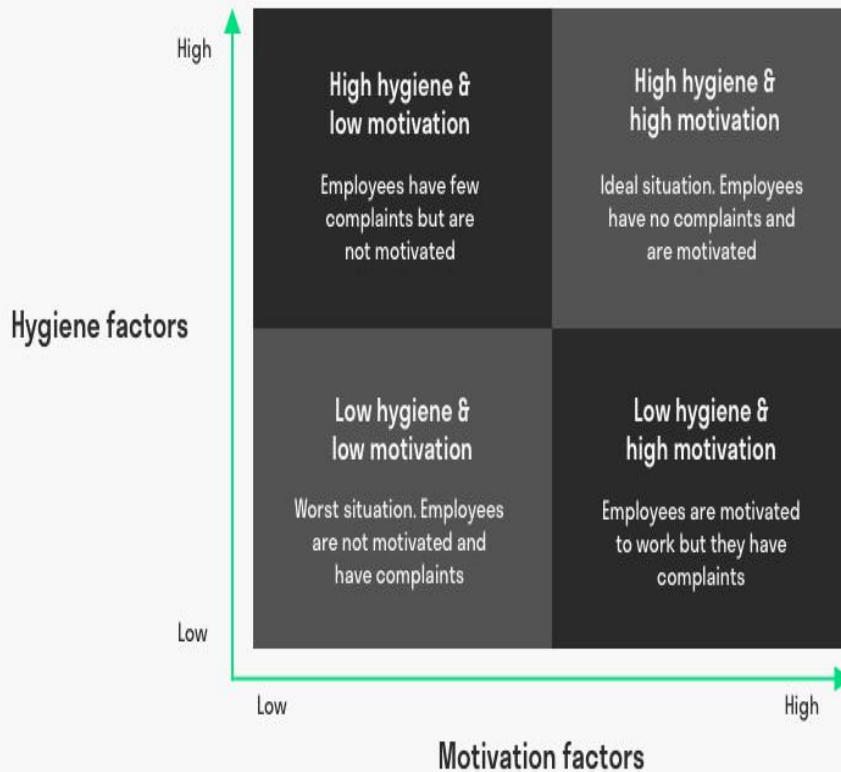 High
High hygiene &
low motivation
Employees have few
complaints but are
not motivated
High hygiene &
high motivation
Ideal situation. Employees
have no complaints and
are motivated
Hygiene factors
Low hygiene &
low motivation
Worst situation. Employees
are not motivated and
have complaints
Low hygiene &
high motivation
Employees are motivated
to work but they have
complaints
Low
Low
High
Motivation factors